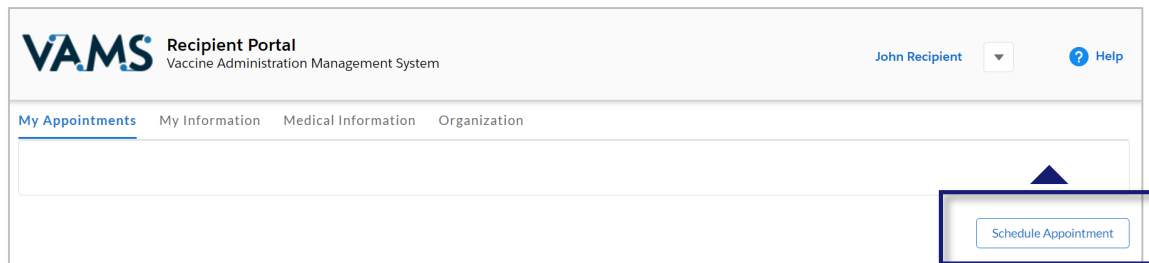 VAMS
Recipient Portal
Vaccine Administration Management System
John Recipient
? Help
My Appointments My Information Medical Information Organization
Schedule Appointment